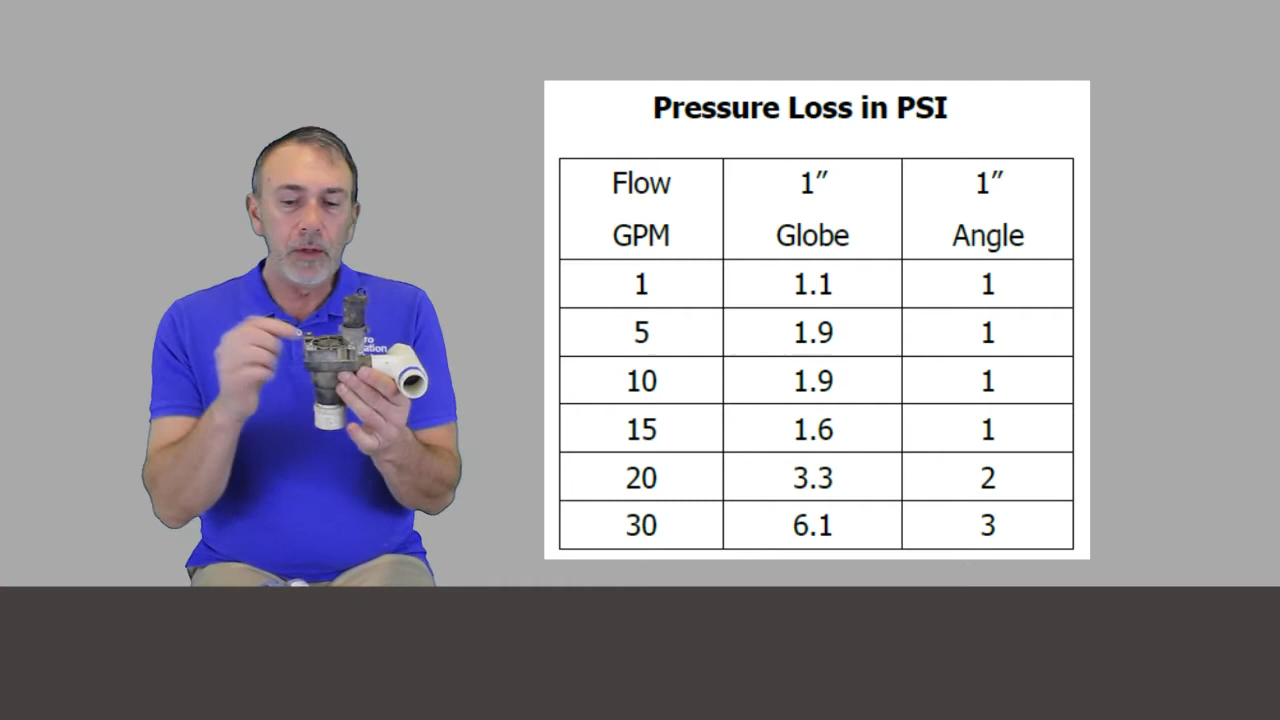 Pressure Loss in PSI
Flow GPM 1″ Globe 1″ Angle
1 1.1 1
5 1.9 1
10 1.9 1
15 1.6 1
20 3.3 2
30 6.1 3